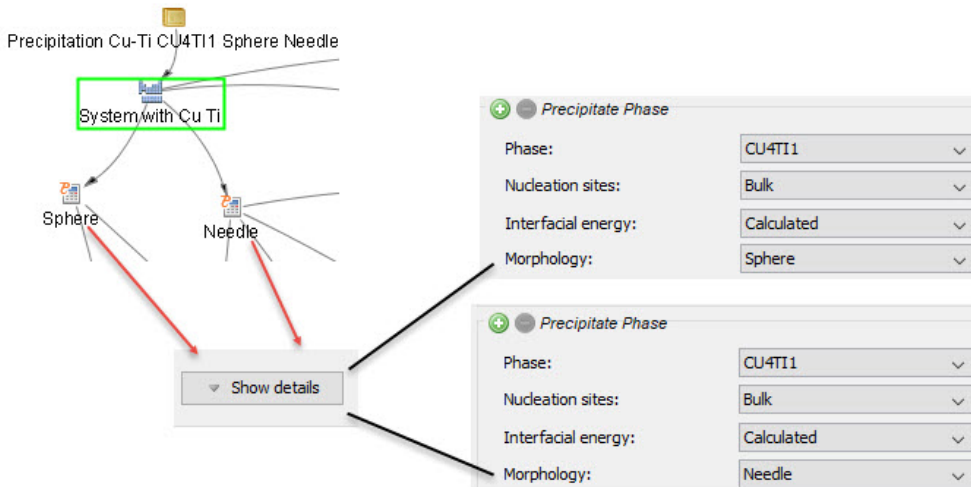 Precipitation Cu-Ti CU4TI1 Sphere Needle
System with Cu Ti
Sphere
Needle
Show details
Precipitate Phase
Phase: CU4TI1
Nucleation sites: Bulk
Interfacial energy: Calculated
Morphology: Sphere
Precipitate Phase
Phase: CU4TI1
Nucleation sites: Bulk
Interfacial energy: Calculated
Morphology: Needle